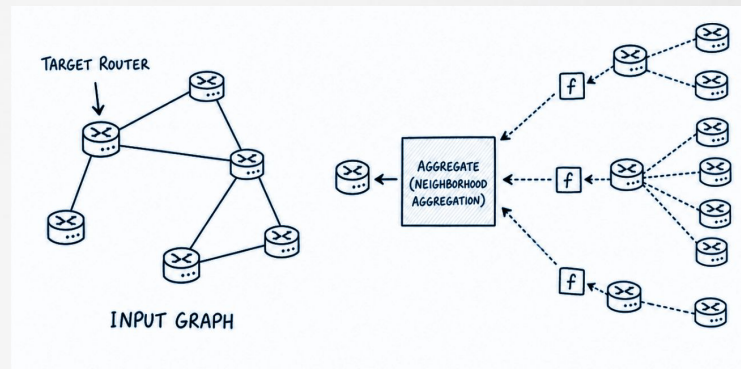 TARGET ROUTER
INPUT GRAPH
f
AGGREGATE
(NEIGHBORHOOD
AGGREGATION)
f
f